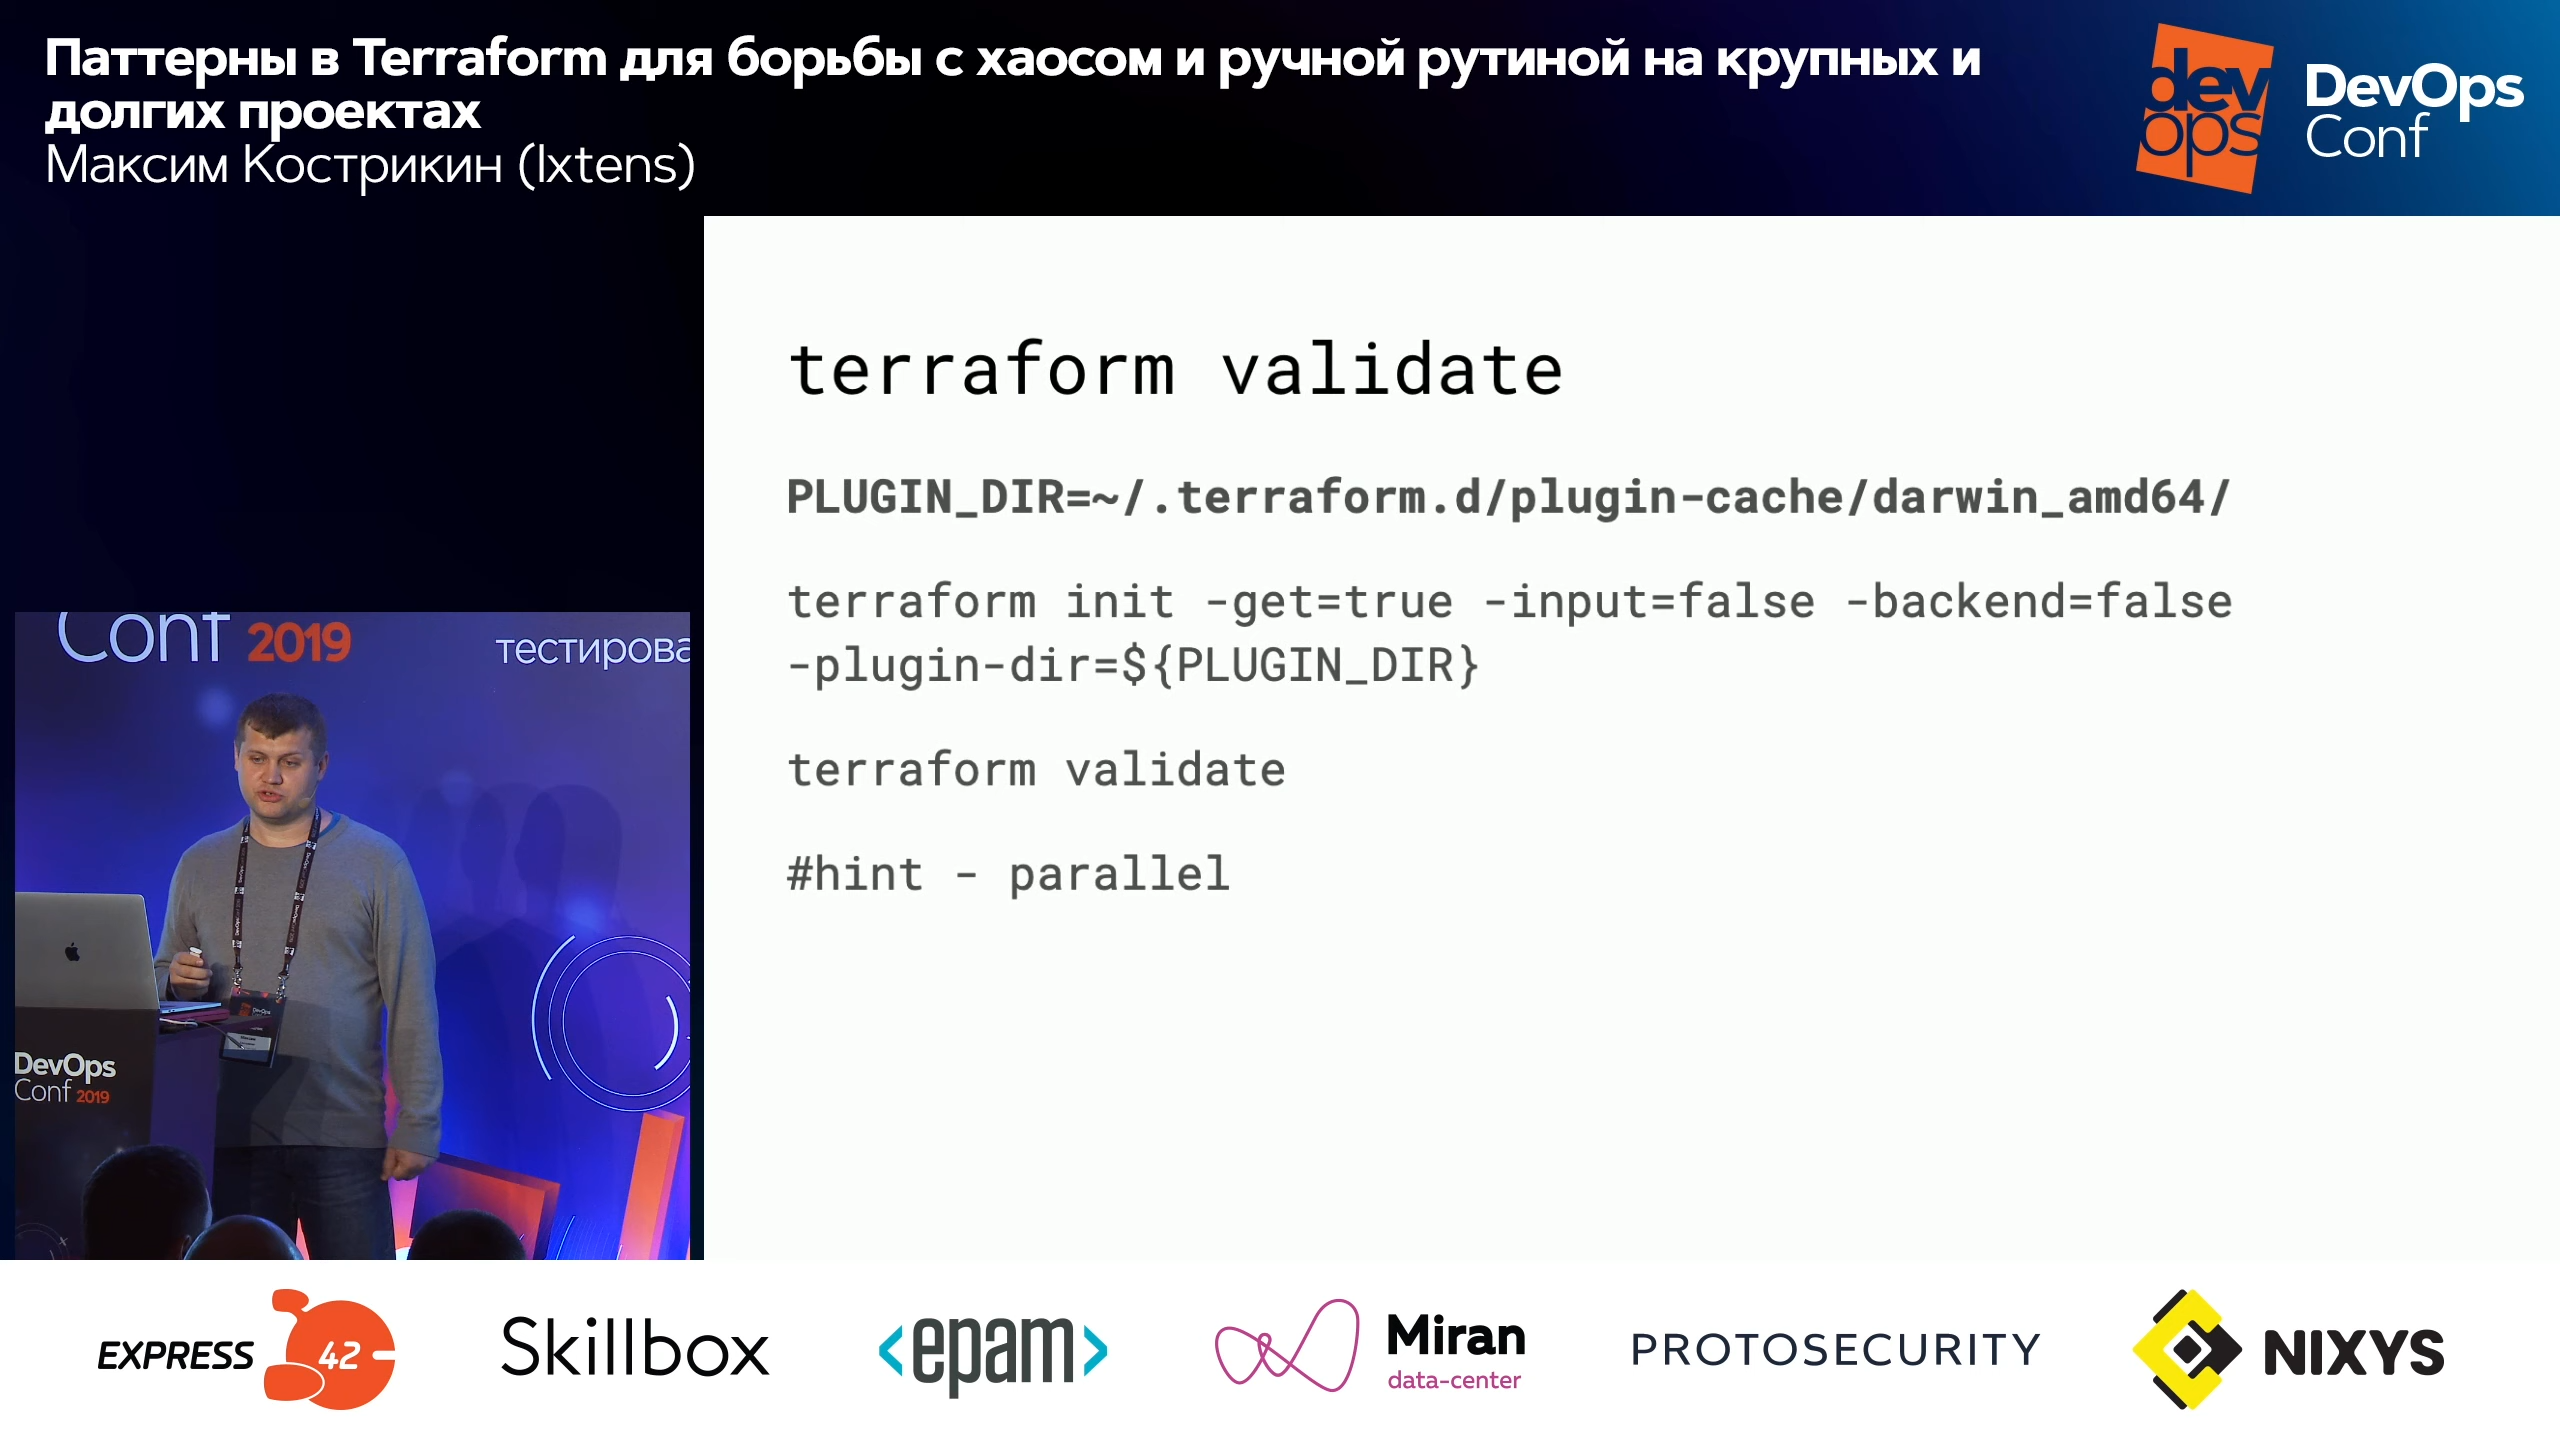 Паттерны в Terraform для борьбы с хаосом и ручной рутиной на крупных и
долгих проектах
Максим Кострикин (Ixtens)
dev
ops
DevOps
Conf
terraform validate
PLUGIN_DIR=~/.terraform.d/plugin-cache/darwin_amd64/
terraform init -get=true -input=false -backend=false
-plugin-dir=${PLUGIN_DIR}
terraform validate
#hint - parallel
Conf 2019
тестирова
DevOps
Conf 2019
EXPRESS 42
Skillbox
<epam>
Miran
data-center
PROTOSECURITY
NIXYS